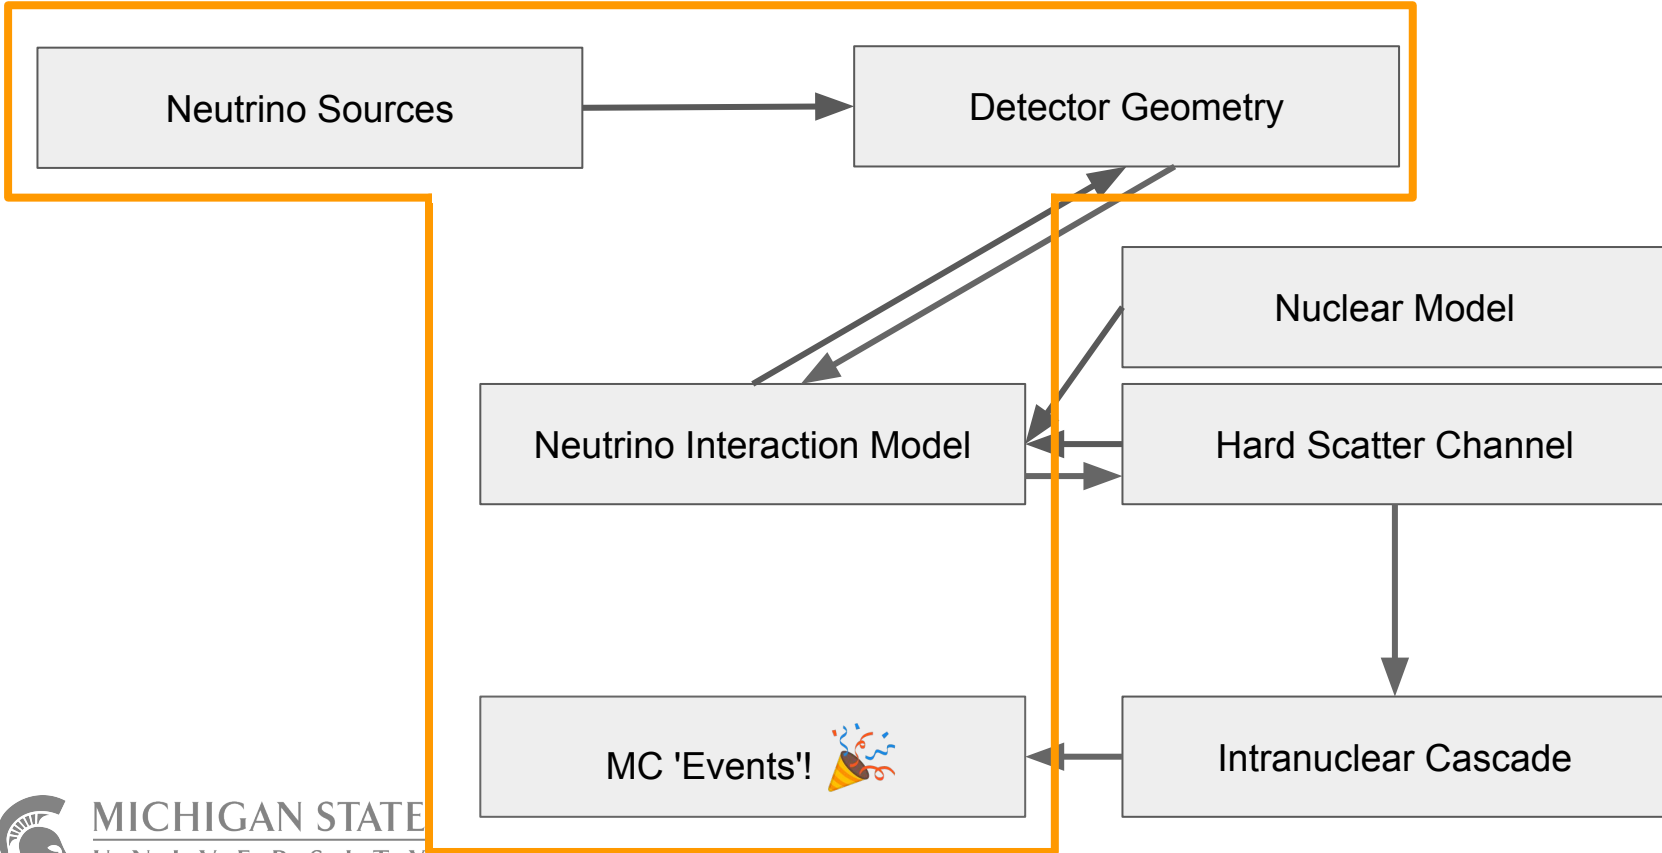 Neutrino Sources
Detector Geometry
Nuclear Model
Neutrino Interaction Model
Hard Scatter Channel
MC 'Events'! 🎉
Intranuclear Cascade
MICHIGAN STATE